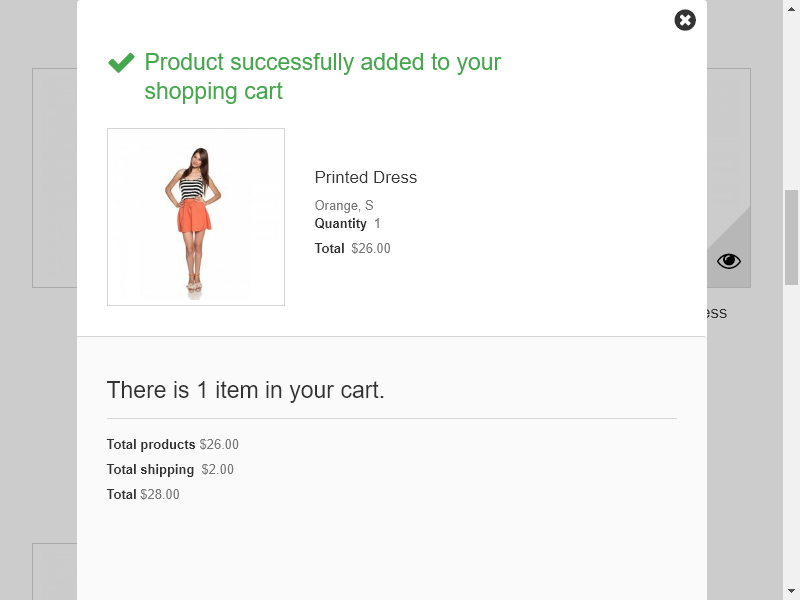 Product successfully added to your
shopping cart
Printed Dress
Orange, S
Quantity 1
Total $26.00
ess
There is 1 item in your cart.
Total products $26.00
Total shipping $2.00
Total $28.00